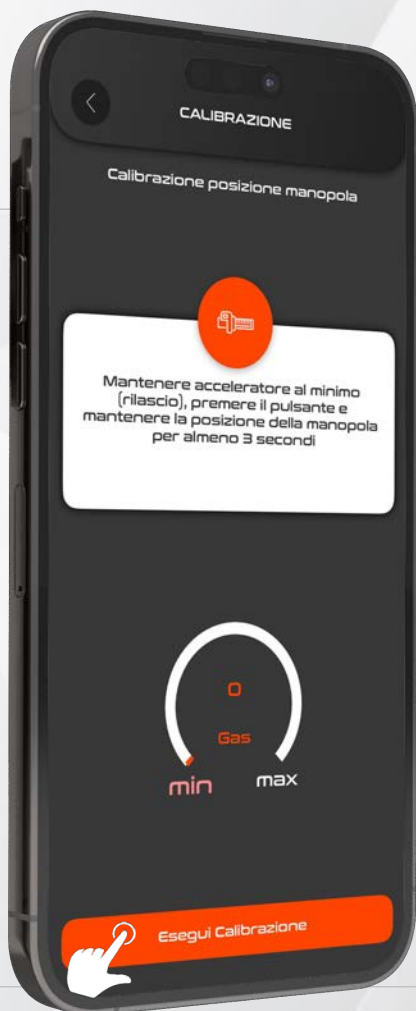 CALIBRAZIONE
Calibrazione posizione manopola
Mantenere acceleratore al minimo
(rilascio), premere il pulsante e
mantenere la posizione della manopola
per almeno 3 secondi
0
Gas
min
max
Esegui Calibrazione